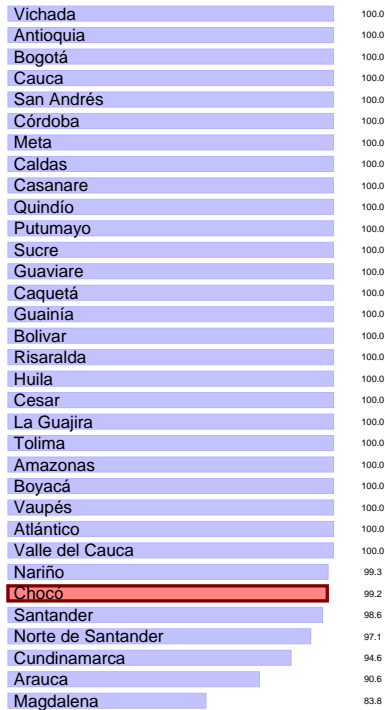 Vichada 100.0
Antioquia 100.0
Bogotá 100.0
Cauca 100.0
San Andrés 100.0
Córdoba 100.0
Meta 100.0
Caldas 100.0
Casanare 100.0
Quindío 100.0
Putumayo 100.0
Sucre 100.0
Guaviare 100.0
Caquetá 100.0
Guainía 100.0
Bolivar 100.0
Risaralda 100.0
Huila 100.0
Cesar 100.0
La Guajira 100.0
Tolima 100.0
Amazonas 100.0
Boyacá 100.0
Vaupés 100.0
Atlántico 100.0
Valle del Cauca 100.0
Nariño 99.3
Chocó 99.2
Santander 98.6
Norte de Santander 97.1
Cundinamarca 94.6
Arauca 90.6
Magdalena 83.8